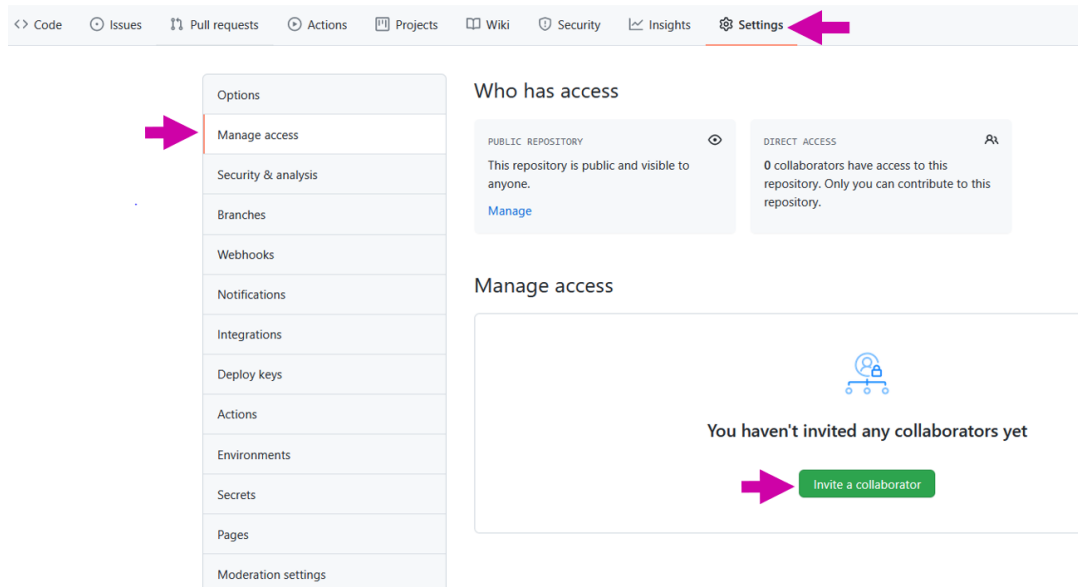 <> Code Issues Pull requests Actions Projects Wiki Security Insights Settings
Options
Manage access
Security & analysis
Branches
Webhooks
Notifications
Integrations
Deploy keys
Actions
Environments
Secrets
Pages
Moderation settings
Who has access
PUBLIC REPOSITORY
This repository is public and visible to
anyone.
Manage
DIRECT ACCESS
0 collaborators have access to this
repository. Only you can contribute to this
repository.
Manage access
You haven't invited any collaborators yet
Invite a collaborator